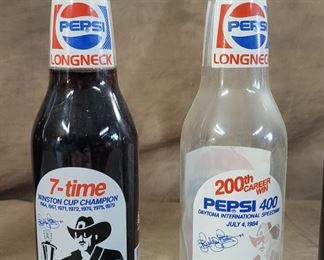 PEPSI
LONGNECK
7-time
WINSTON CUP CHAMPION
1964, 1967, 1971, 1972, 1974, 1975, 1979
PEPSI
LONGNECK
200th CAREER WIN
PEPSI 400
DAYTONA INTERNATIONAL SPEEDWAY
JULY 4, 1984